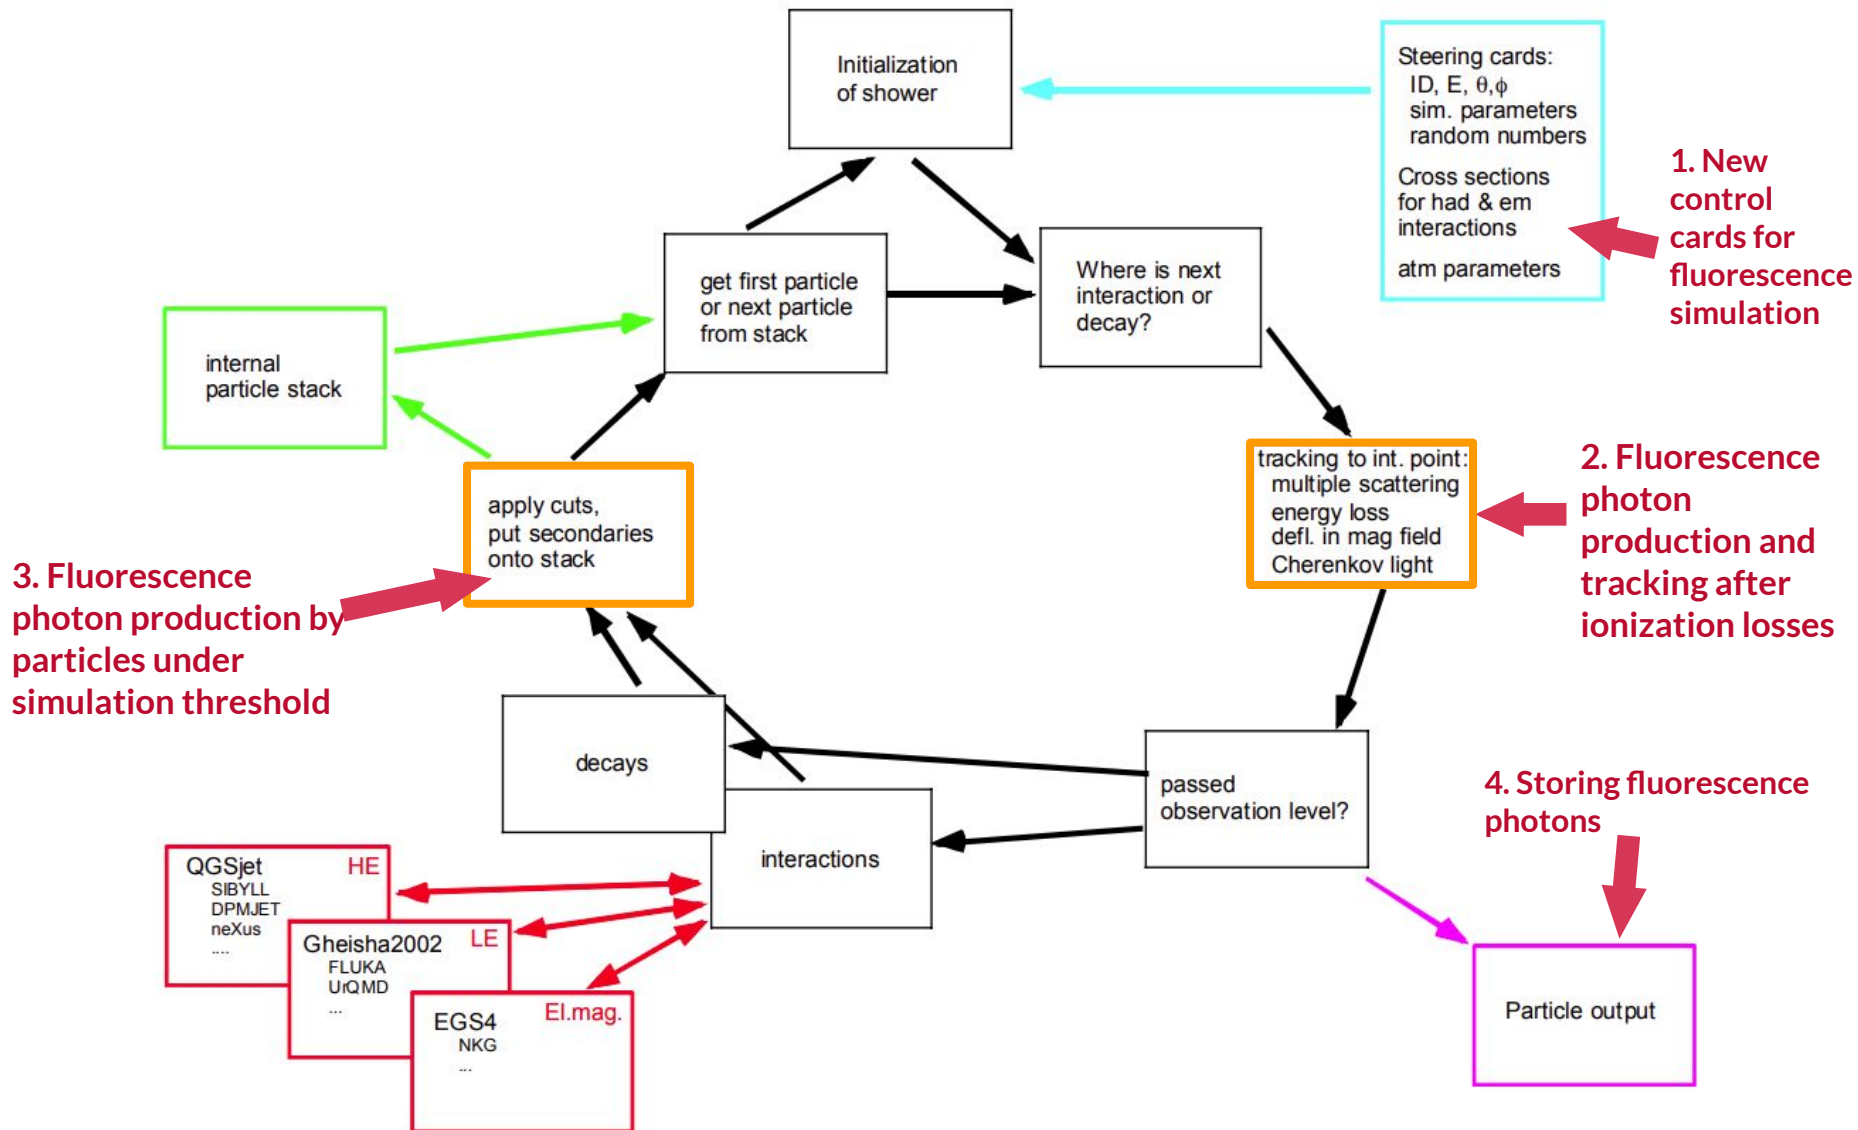 Initialization
of shower
Steering cards:
ID, E, θ,ϕ
sim. parameters
random numbers
Cross sections
for had & em
interactions
atm parameters
1. New
control
cards for
fluorescence
simulation
get first particle
or next particle
from stack
Where is next
interaction or
decay?
internal
particle stack
tracking to int. point:
multiple scattering
energy loss
defl. in mag field
Cherenkov light
2. Fluorescence
photon
production and
tracking after
ionization losses
apply cuts,
put secondaries
onto stack
3. Fluorescence
photon production by
particles under
simulation threshold
decays
passed
observation level?
interactions
4. Storing fluorescence
photons
QGSjet HE
SIBYLL
DPMJET
neXus
....
Gheisha2002 LE
FLUKA
UrQMD
...
EGS4 El.mag.
NKG
...
Particle output